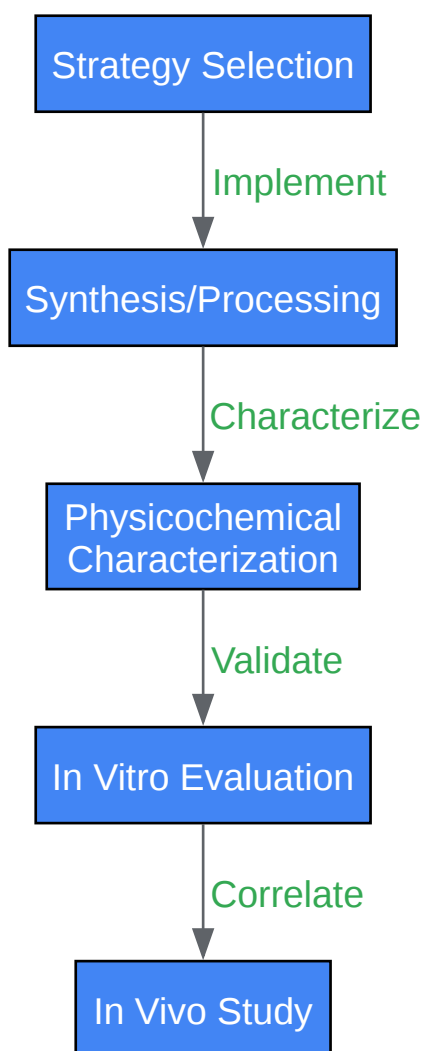 Strategy Selection
Implement
Synthesis/Processing
Characterize
Physicochemical
Characterization
Validate
In Vitro Evaluation
Correlate
In Vivo Study